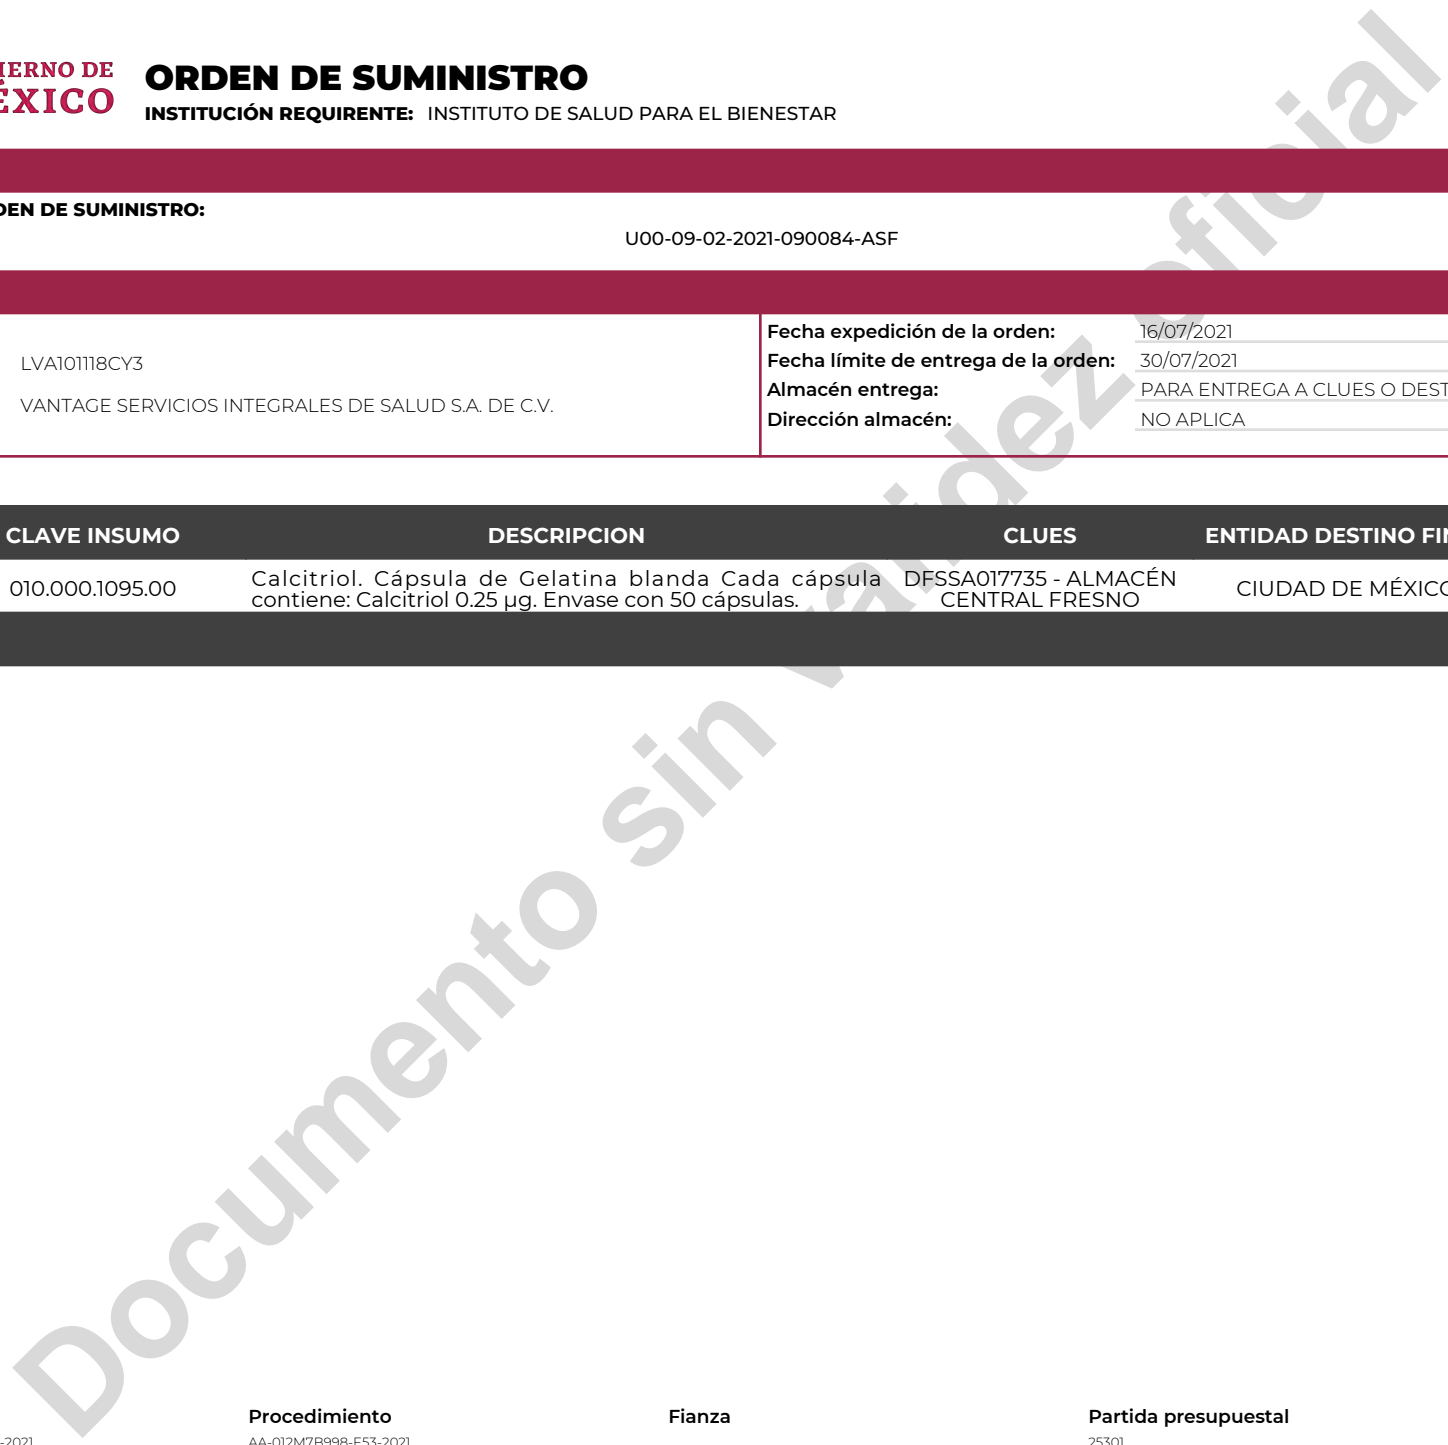 IERNO DE
ÉXICO
ORDEN DE SUMINISTRO
INSTITUCIÓN REQUIRENTE: INSTITUTO DE SALUD PARA EL BIENESTAR
DEN DE SUMINISTRO:
U00-09-02-2021-090084-ASF
LVA101118CY3
VANTAGE SERVICIOS INTEGRALES DE SALUD S.A. DE C.V.
Fecha expedición de la orden: 16/07/2021
Fecha límite de entrega de la orden: 30/07/2021
Almacén entrega: PARA ENTREGA A CLUES O DEST
Dirección almacén: NO APLICA
CLAVE INSUMO DESCRIPCION CLUES ENTIDAD DESTINO FIN
010.000.1095.00
Calcitriol. Cápsula de Gelatina blanda Cada cápsula
contiene: Calcitriol 0.25 µg. Envase con 50 cápsulas.
DFSSA017735 - ALMACÉN
CENTRAL FRESNO
CIUDAD DE MÉXICO
Documento sin validez oficial
Procedimiento Fianza Partida presupuestal
-2021 AA-012M7B998-E53-2021 25301